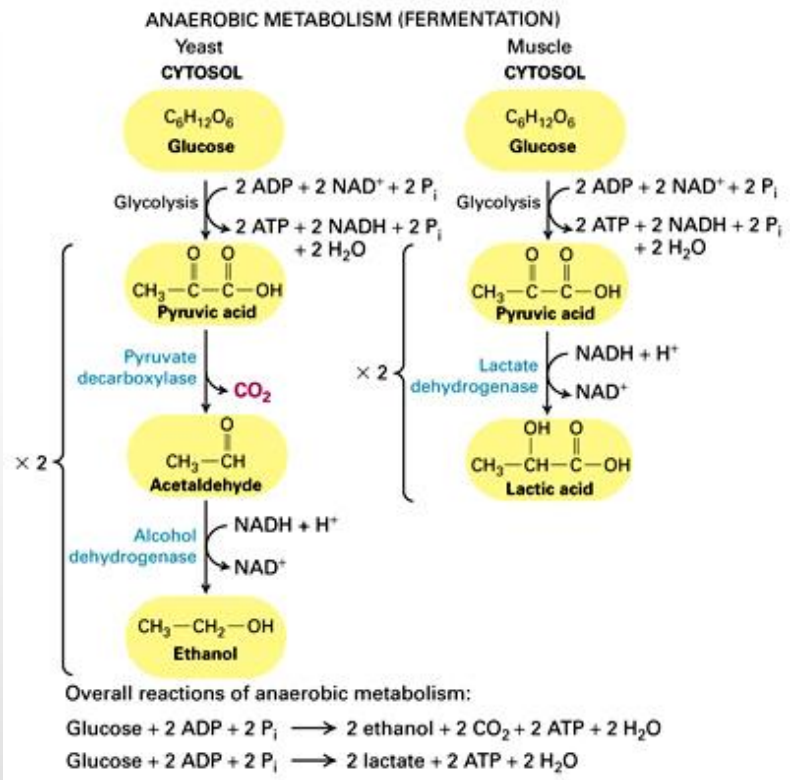 ANAEROBIC METABOLISM (FERMENTATION)
Yeast
CYTOSOL
C₆H₁₂O₆
Glucose
Glycolysis
2 ADP + 2 NAD⁺ + 2 Pᵢ
2 ATP + 2 NADH + 2 Pᵢ
+ 2 H₂O
× 2
O O
CH₃—C—C—OH
Pyruvic acid
Pyruvate
decarboxylase
CO₂
O
CH₃—CH
Acetaldehyde
Alcohol
dehydrogenase
NADH + H⁺
NAD⁺
CH₃—CH₂—OH
Ethanol
Muscle
CYTOSOL
C₆H₁₂O₆
Glucose
Glycolysis
2 ADP + 2 NAD⁺ + 2 Pᵢ
2 ATP + 2 NADH + 2 Pᵢ
+ 2 H₂O
× 2
O O
CH₃—C—C—OH
Pyruvic acid
Lactate
dehydrogenase
NADH + H⁺
NAD⁺
OH O
CH₃—CH—C—OH
Lactic acid
Overall reactions of anaerobic metabolism:
Glucose + 2 ADP + 2 Pᵢ ⟶ 2 ethanol + 2 CO₂ + 2 ATP + 2 H₂O
Glucose + 2 ADP + 2 Pᵢ ⟶ 2 lactate + 2 ATP + 2 H₂O